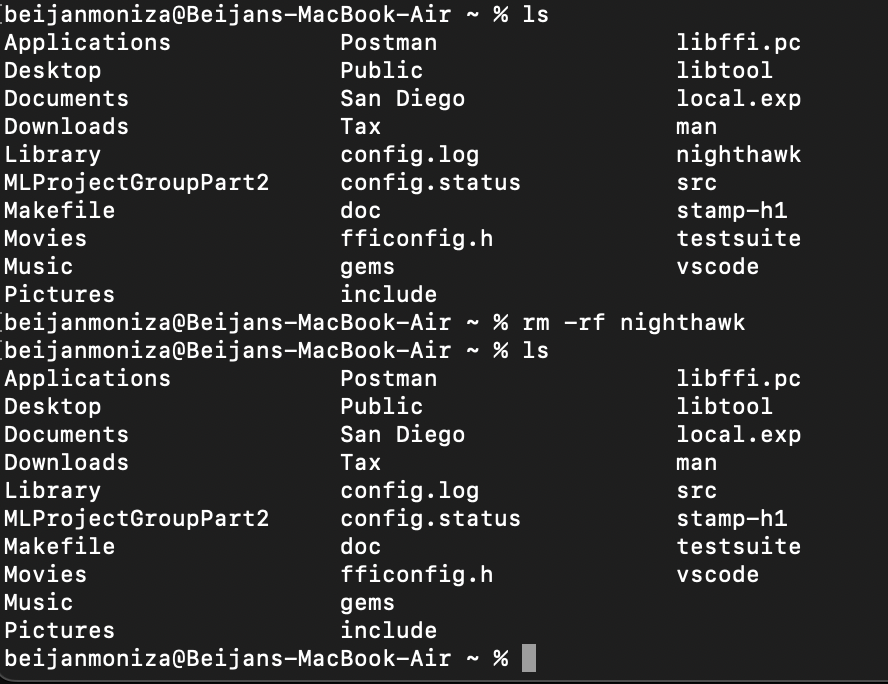 [beijanmoniza@Beijans-MacBook-Air ~ % ls
Applications Postman libffi.pc
Desktop Public libtool
Documents San Diego local.exp
Downloads Tax man
Library config.log nighthawk
MLProjectGroupPart2 config.status src
Makefile doc stamp-h1
Movies fficonfig.h testsuite
Music gems vscode
Pictures include
[beijanmoniza@Beijans-MacBook-Air ~ % rm -rf nighthawk
[beijanmoniza@Beijans-MacBook-Air ~ % ls
Applications Postman libffi.pc
Desktop Public libtool
Documents San Diego local.exp
Downloads Tax man
Library config.log src
MLProjectGroupPart2 config.status stamp-h1
Makefile doc testsuite
Movies fficonfig.h vscode
Music gems
Pictures include
beijanmoniza@Beijans-MacBook-Air ~ %